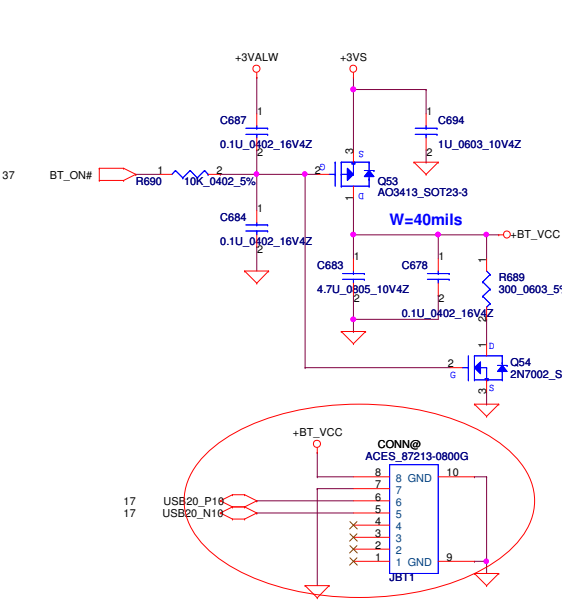 +3VALW
+3VS
C687
1
0.1U_0402_16V4Z
2
C694
1
1U_0603_10V4Z
2
37
BT_ON#
1
2
R690
10K_0402_5%
2
G
3
S
Q53
AO3413_SOT23-3
1
D
C684
1
0.1U_0402_16V4Z
2
W=40mils
+BT_VCC
C683
1
4.7U_0805_10V4Z
2
C678
1
0.1U_0402_16V4Z
2
1
R689
300_0603_5%
2
1
D
2
G
Q54
2N7002_S
3
S
+BT_VCC
CONN@
ACES_87213-0800G
8
8
GND
10
7
7
17
USB20_P10
6
6
17
USB20_N10
5
5
4
4
3
3
2
2
1
1
GND
9
JBT1